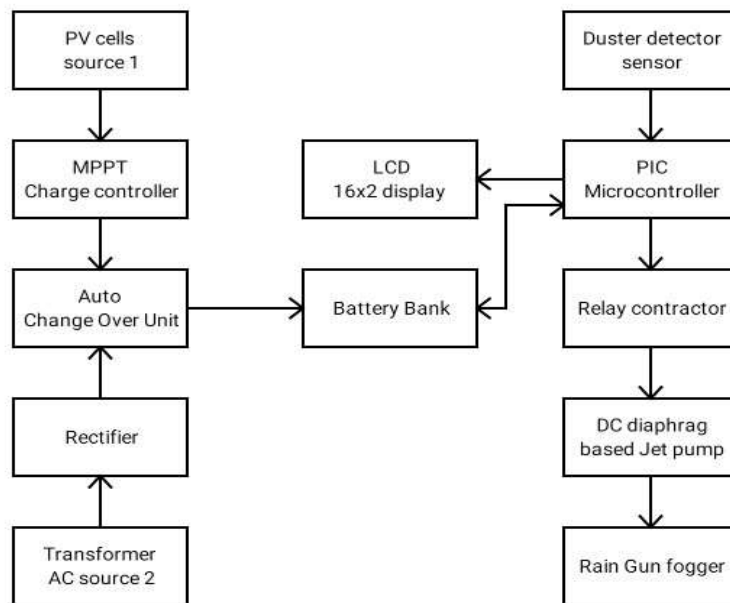 PV cells
source 1
Duster detector
sensor
MPPT
Charge controller
LCD
16x2 display
PIC
Microcontroller
Auto
Change Over Unit
Battery Bank
Relay contractor
Rectifier
DC diaphrag
based Jet pump
Transformer
AC source 2
Rain Gun fogger